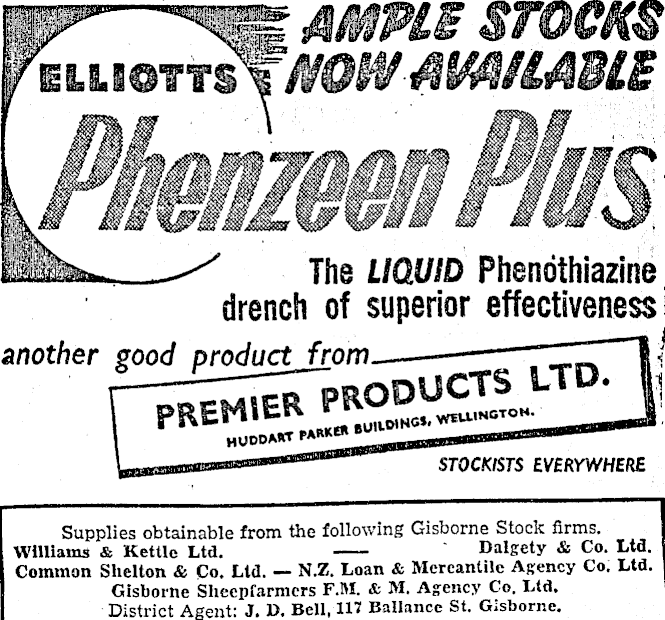 AMPLE STOCKS
NOW AVAILABLE
ELLIOTTS
Phenzeen Plus
The LIQUID Phenothiazine
drench of superior effectiveness
another good product from
PREMIER PRODUCTS LTD.
HUDDART PARKER BUILDINGS, WELLINGTON.
STOCKISTS EVERYWHERE
Supplies obtainable from the following Gisborne Stock firms.
Williams & Kettle Ltd. — Dalgety & Co. Ltd.
Common Shelton & Co. Ltd. — N.Z. Loan & Mercantile Agency Co. Ltd.
Gisborne Sheepfarmers F.M. & M. Agency Co. Ltd.
District Agent: J. D. Bell, 117 Ballance St. Gisborne.